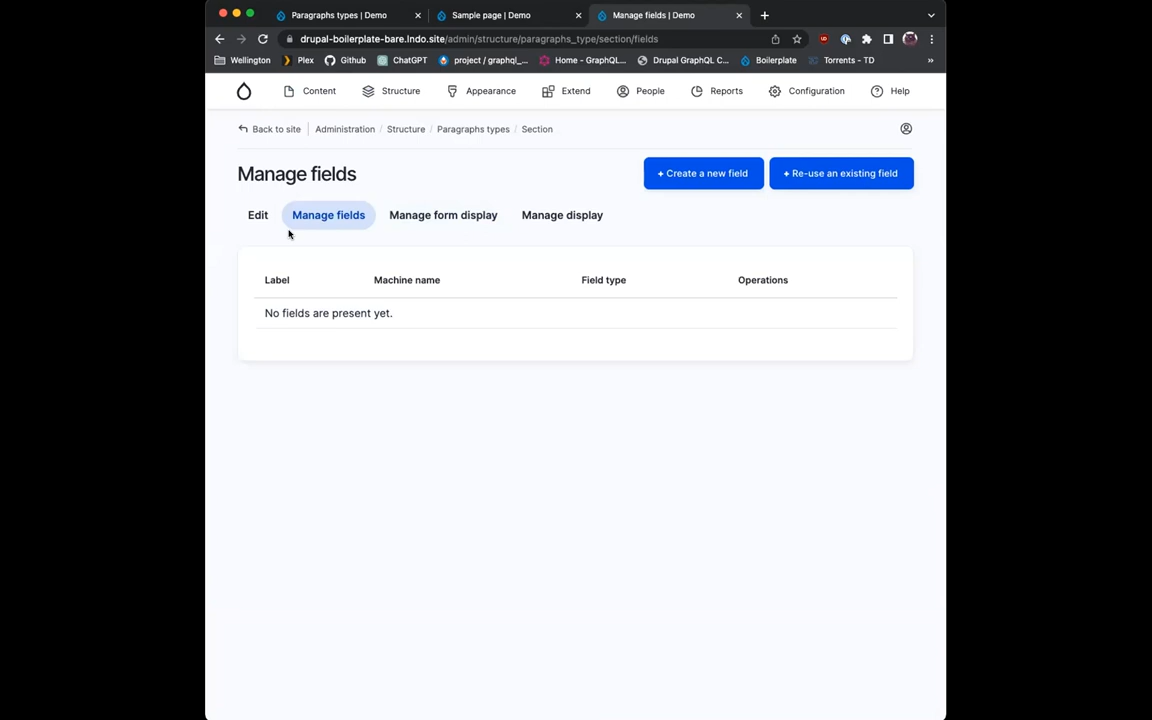 Paragraphs types | Demo
Sample page | Demo
Manage fields | Demo
drupal-boilerplate-bare.lndo.site/admin/structure/paragraphs_type/section/fields
Wellington Plex Github ChatGPT project / graphql_... Home - GraphQL... Drupal GraphQL C... Boilerplate Torrents - TD »
Content Structure Appearance Extend People Reports Configuration Help
Back to site Administration / Structure / Paragraphs types / Section
Manage fields
+ Create a new field
+ Re-use an existing field
Edit Manage fields Manage form display Manage display
Label Machine name Field type Operations
No fields are present yet.